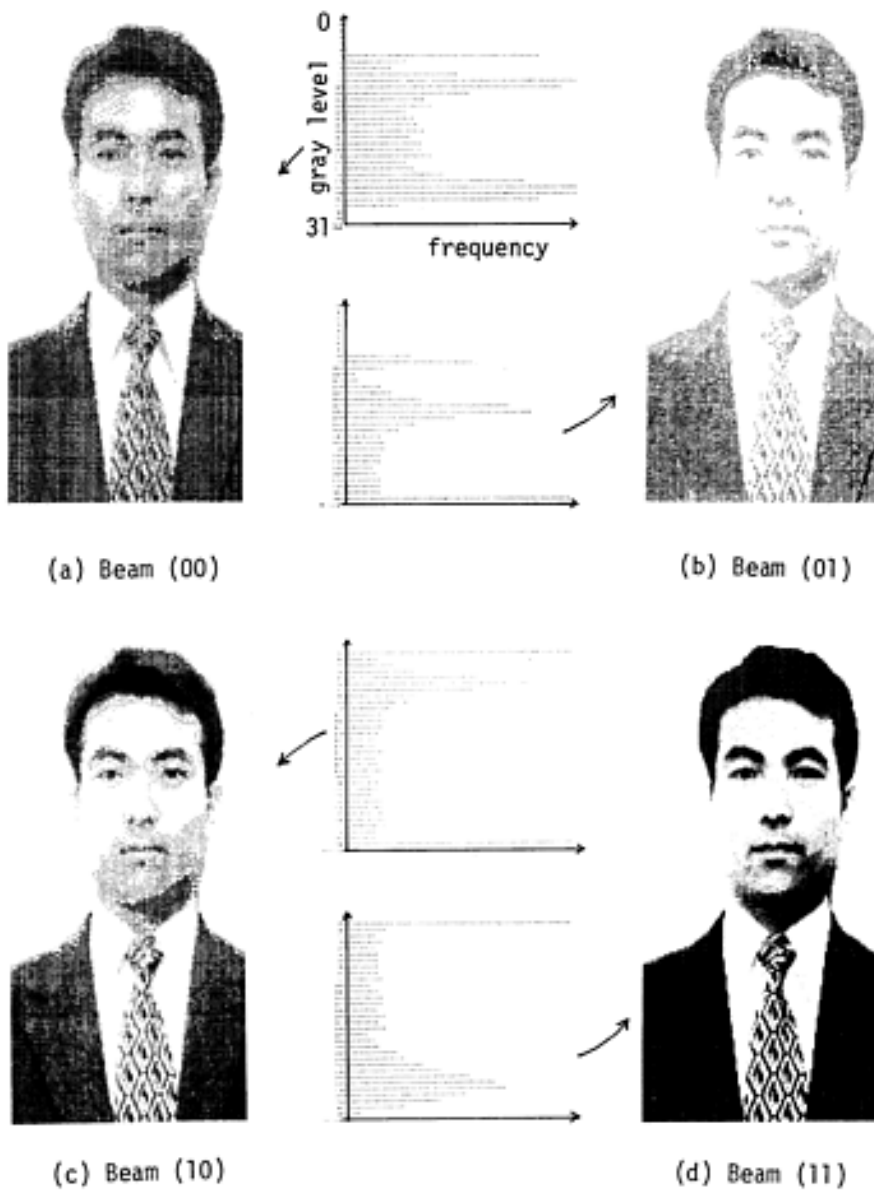 0
gray level
31
frequency
(a) Beam (00)
(b) Beam (01)
(c) Beam (10)
(d) Beam (11)